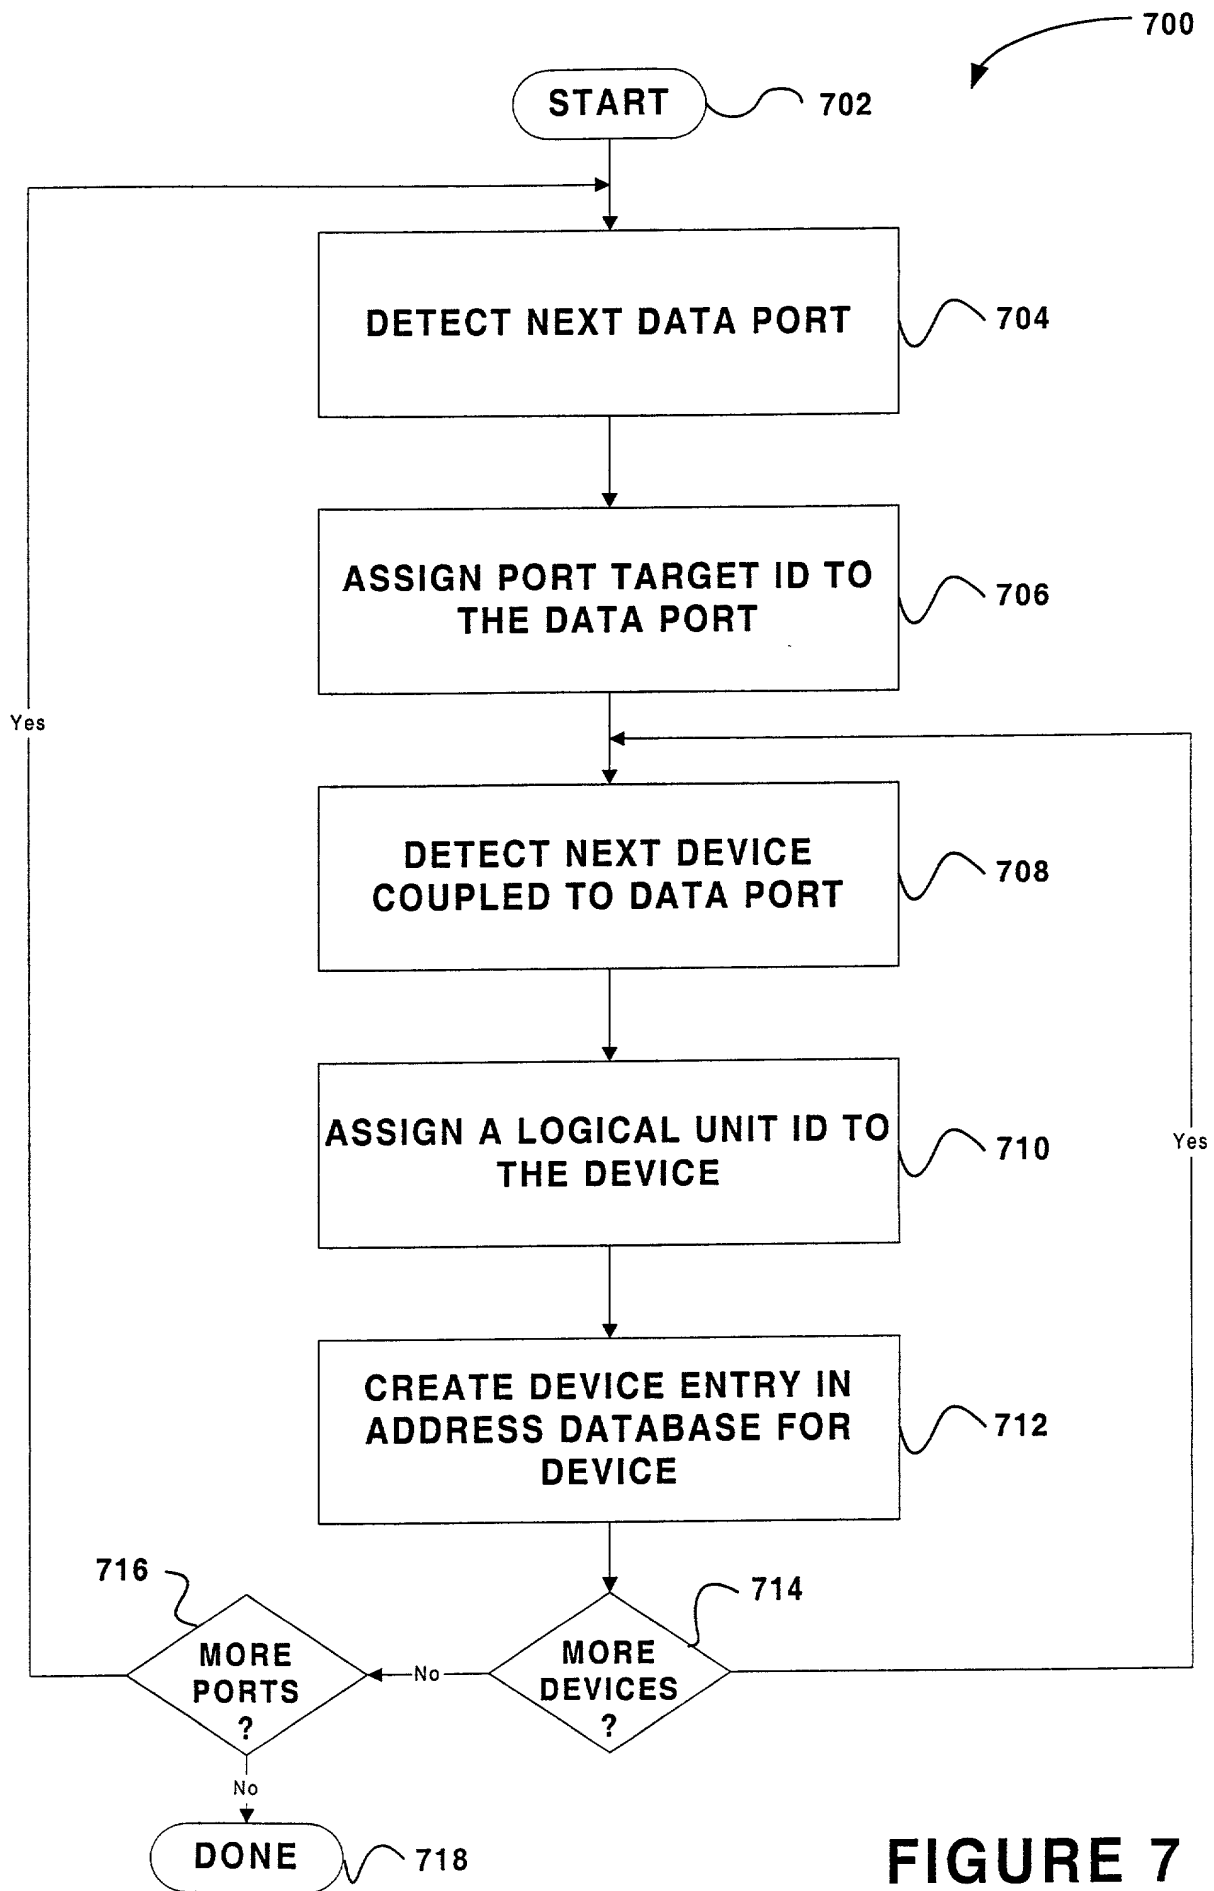 700
START
702
DETECT NEXT DATA PORT
704
ASSIGN PORT TARGET ID TO
THE DATA PORT
706
Yes
DETECT NEXT DEVICE
COUPLED TO DATA PORT
708
ASSIGN A LOGICAL UNIT ID TO
THE DEVICE
710
Yes
CREATE DEVICE ENTRY IN
ADDRESS DATABASE FOR
DEVICE
712
716
714
MORE
PORTS
?
No
MORE
DEVICES
?
No
DONE
718
FIGURE 7